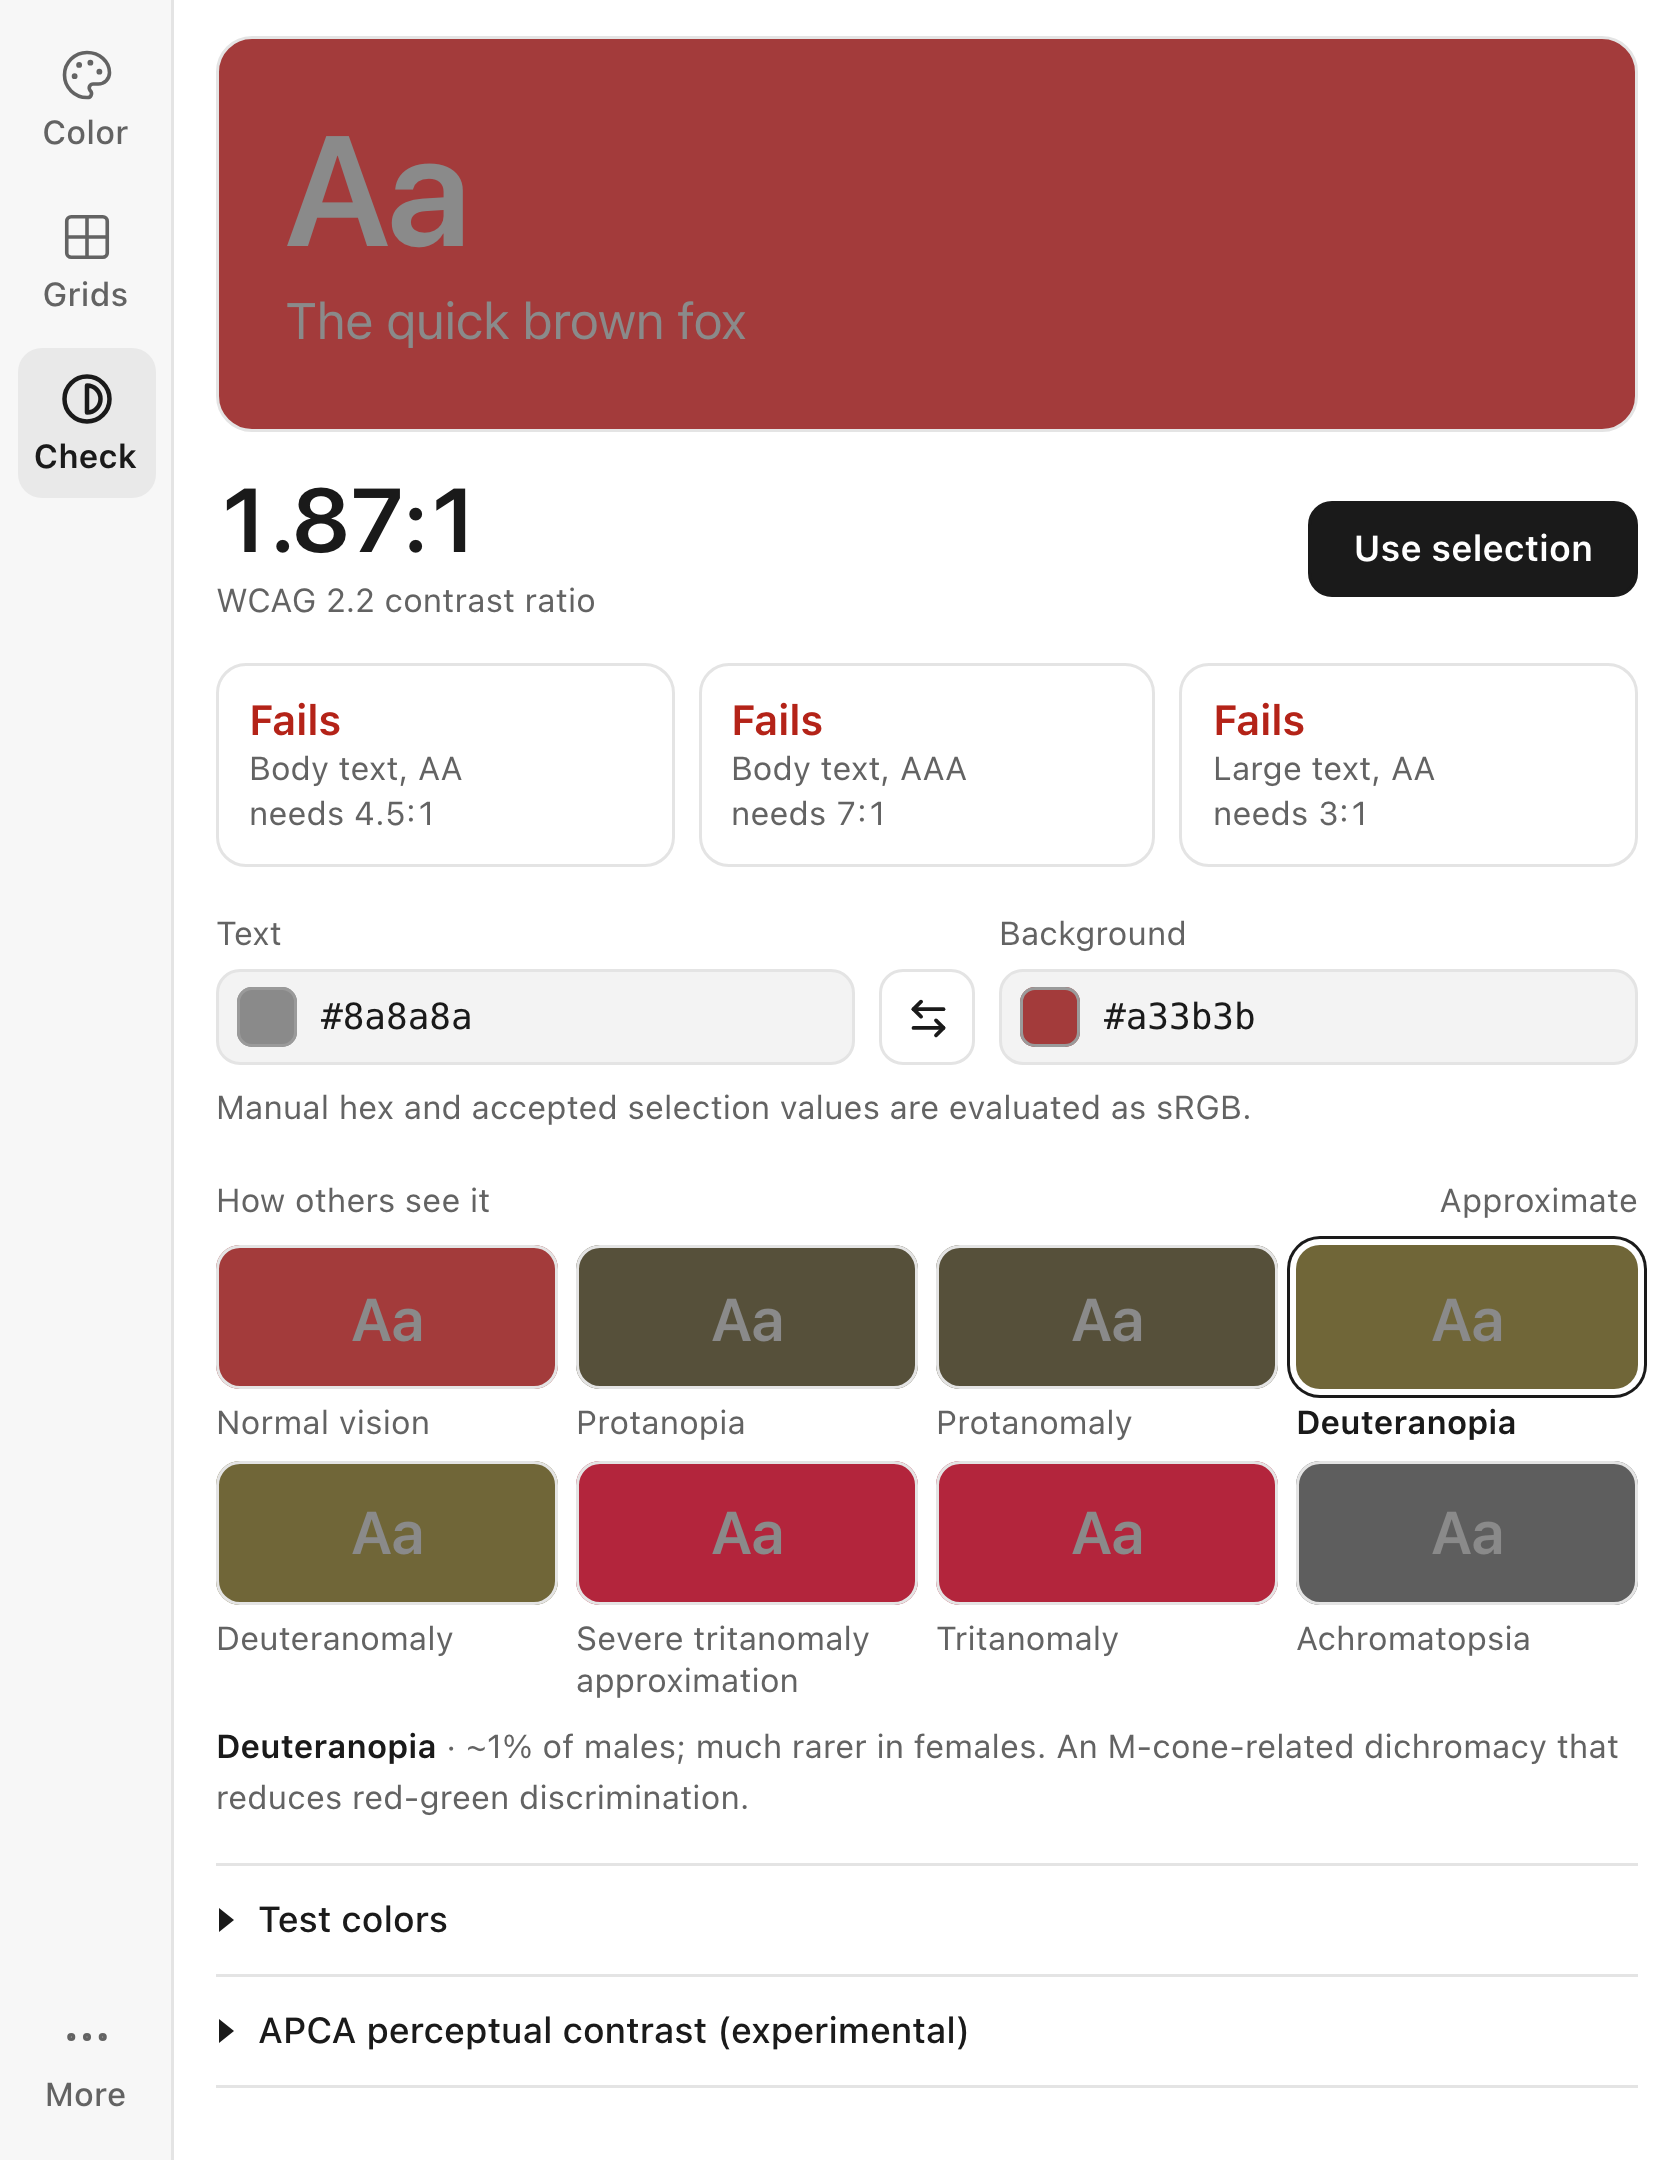 Color
Grids
Check
More
Aa
The quick brown fox
1.87:1
WCAG 2.2 contrast ratio
Use selection
Fails
Body text, AA
needs 4.5:1
Fails
Body text, AAA
needs 7:1
Fails
Large text, AA
needs 3:1
Text
#8a8a8a
Background
#a33b3b
Manual hex and accepted selection values are evaluated as sRGB.
How others see it
Approximate
Aa
Normal vision
Aa
Protanopia
Aa
Protanomaly
Aa
Deuteranopia
Aa
Deuteranomaly
Aa
Severe tritanomaly
approximation
Aa
Tritanomaly
Aa
Achromatopsia
Deuteranopia · ~1% of males; much rarer in females. An M-cone-related dichromacy that
reduces red-green discrimination.
Test colors
APCA perceptual contrast (experimental)